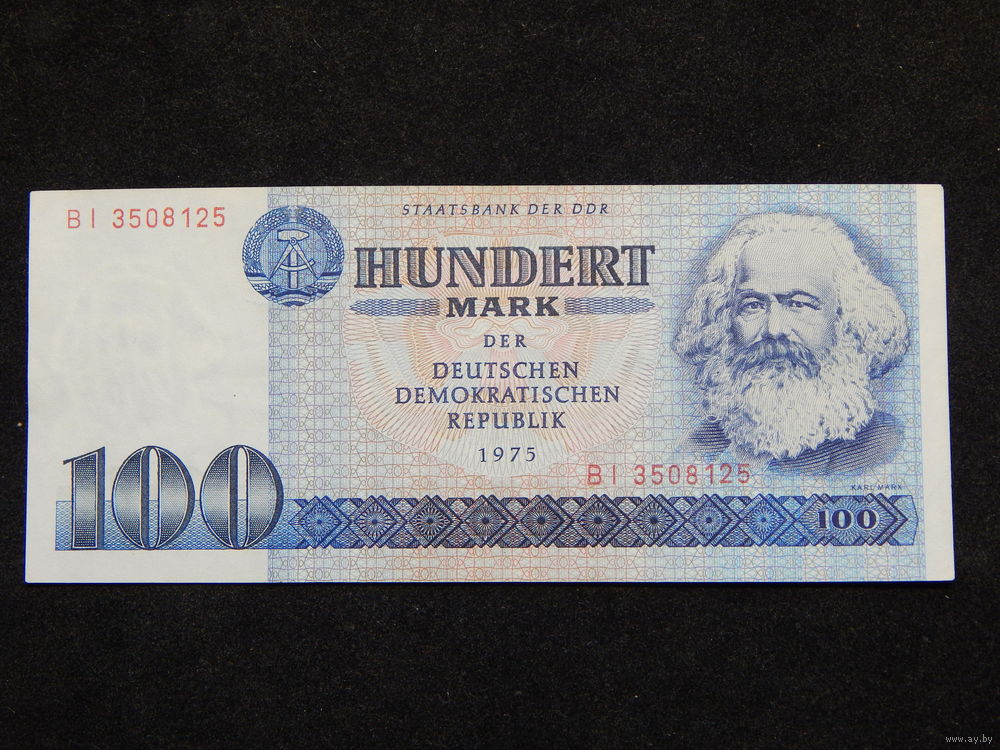 BI 3508125
STAATSBANK DER DDR
HUNDERT
MARK
DER
DEUTSCHEN
DEMOKRATISCHEN
REPUBLIK
1975
BI 3508125
KARL MARX
100
100
www.ay.by